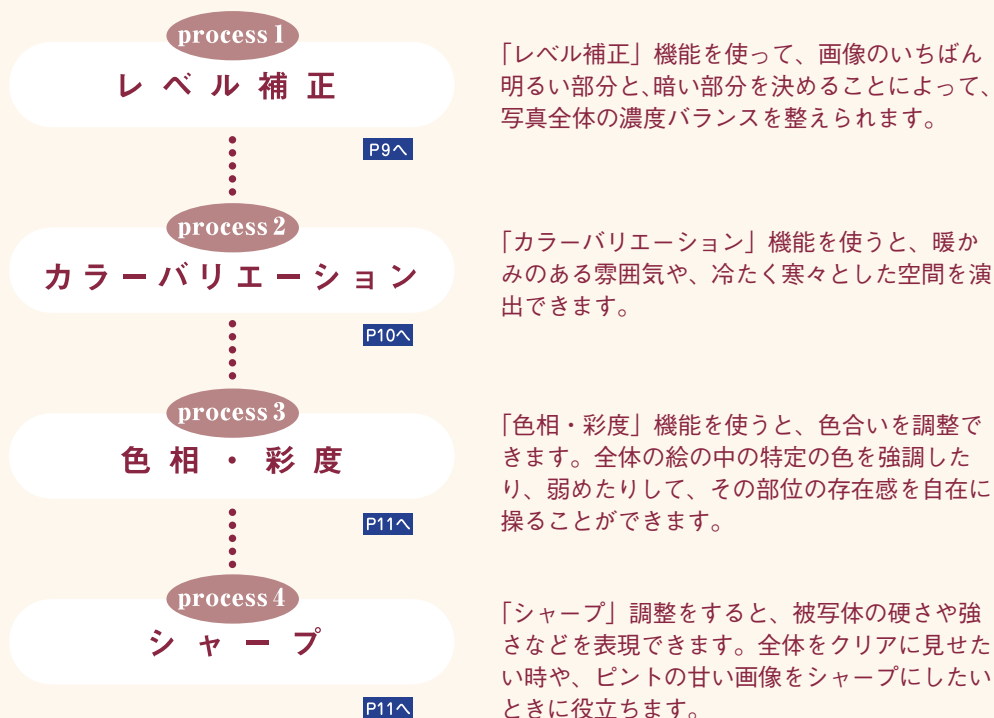 process 1
レベル補正
P9へ
「レベル補正」機能を使って、画像のいちばん
明るい部分と、暗い部分を決めることによって、
写真全体の濃度バランスを整えられます。
process 2
カラーバリエーション
P10へ
「カラーバリエーション」機能を使うと、暖か
みのある雰囲気や、冷たく寒々とした空間を演
出できます。
process 3
色相・彩度
P11へ
「色相・彩度」機能を使うと、色合いを調整で
きます。全体の絵の中の特定の色を強調した
り、弱めたりして、その部位の存在感を自在に
操ることができます。
process 4
シャープ
P11へ
「シャープ」調整をすると、被写体の硬さや強
さなどを表現できます。全体をクリアに見せた
い時や、ピントの甘い画像をシャープにしたい
ときに役立ちます。